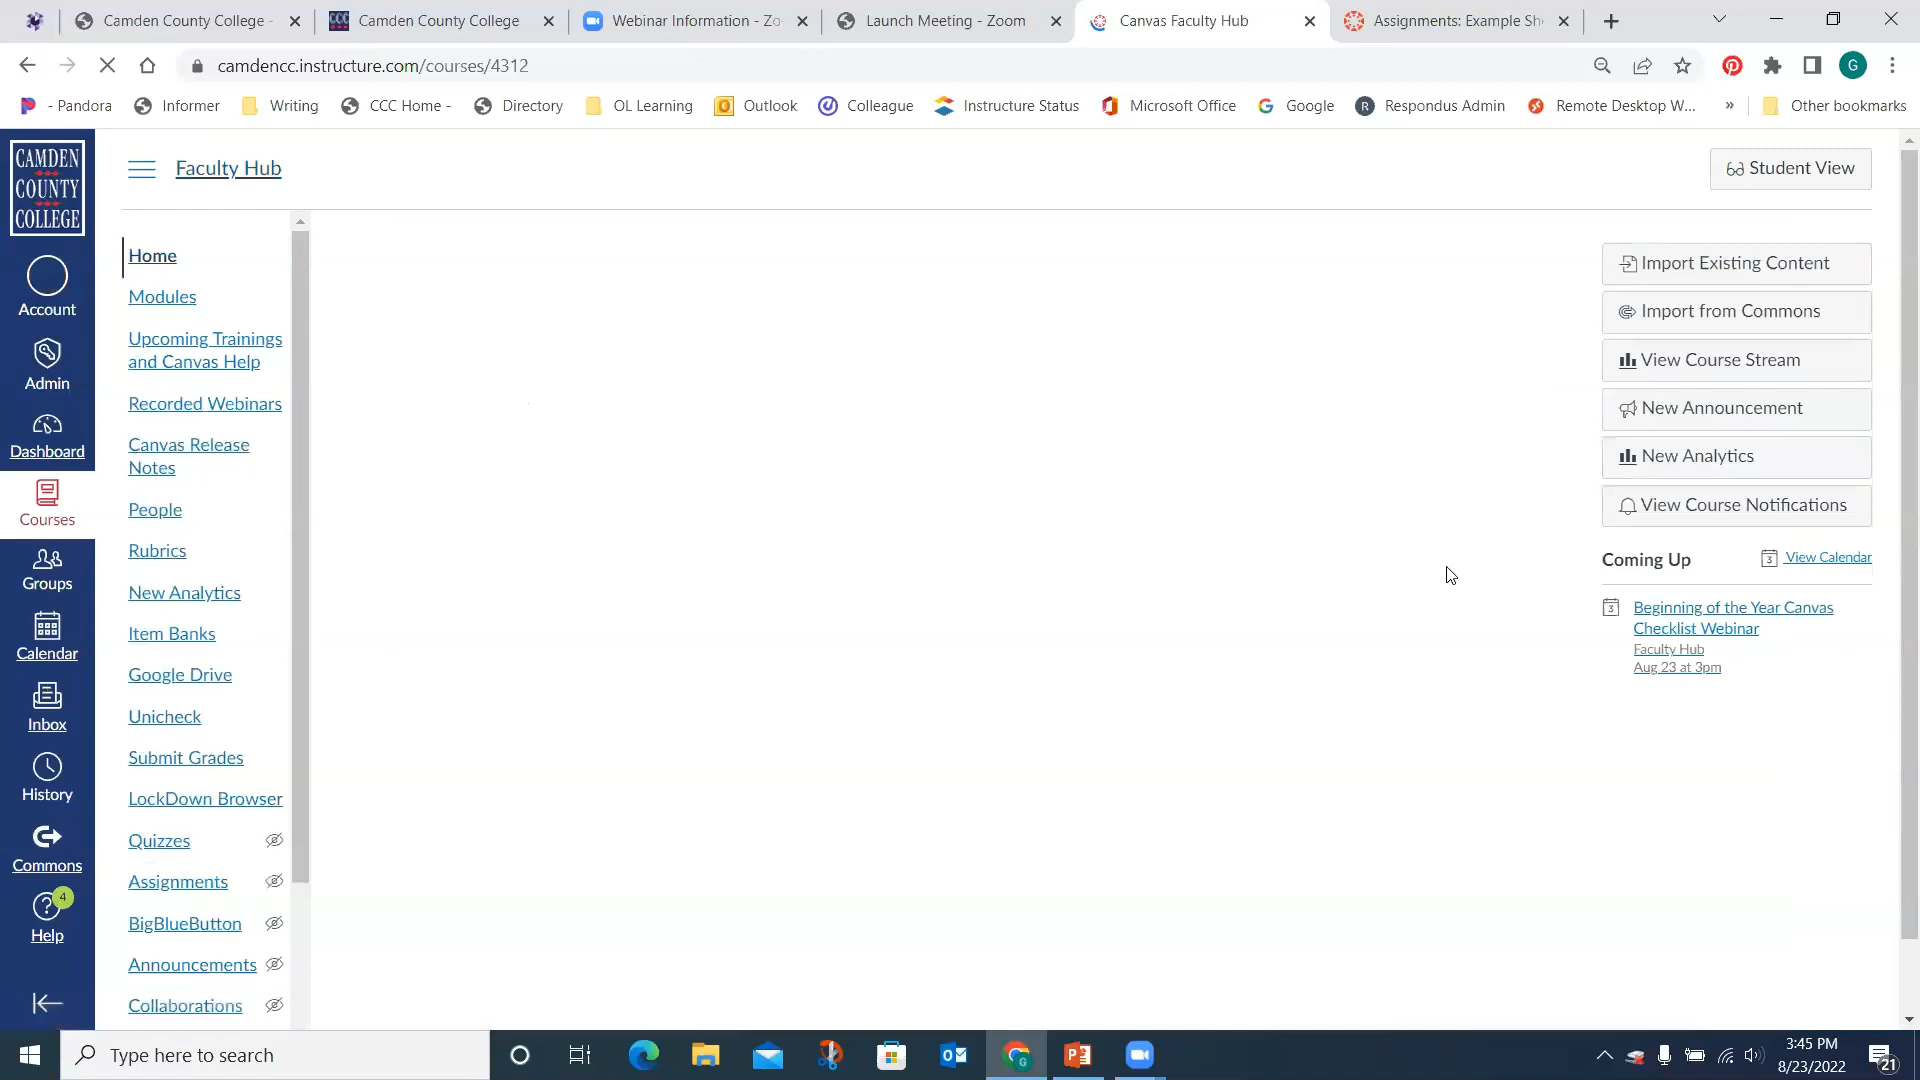 Camden County College -
Camden County College
Webinar Information - Zo
Launch Meeting - Zoom
Canvas Faculty Hub
Assignments: Example Sh
camdencc.instructure.com/courses/4312
G
- Pandora
Informer
Writing
CCC Home -
Directory
OL Learning
Outlook
Colleague
Instructure Status
Microsoft Office
Google
Respondus Admin
Remote Desktop W...
»
Other bookmarks
CAMDEN
COUNTY
COLLEGE
Account
Admin
Dashboard
Courses
Groups
Calendar
Inbox
History
Commons
4
Help
Faculty Hub
Student View
Home
Modules
Upcoming Trainings
and Canvas Help
Recorded Webinars
Canvas Release
Notes
People
Rubrics
New Analytics
Item Banks
Google Drive
Unicheck
Submit Grades
LockDown Browser
Quizzes
Assignments
BigBlueButton
Announcements
Collaborations
Import Existing Content
Import from Commons
View Course Stream
New Announcement
New Analytics
View Course Notifications
Coming Up
3 View Calendar
3 Beginning of the Year Canvas
Checklist Webinar
Faculty Hub
Aug 23 at 3pm
Type here to search
3:45 PM
8/23/2022
21